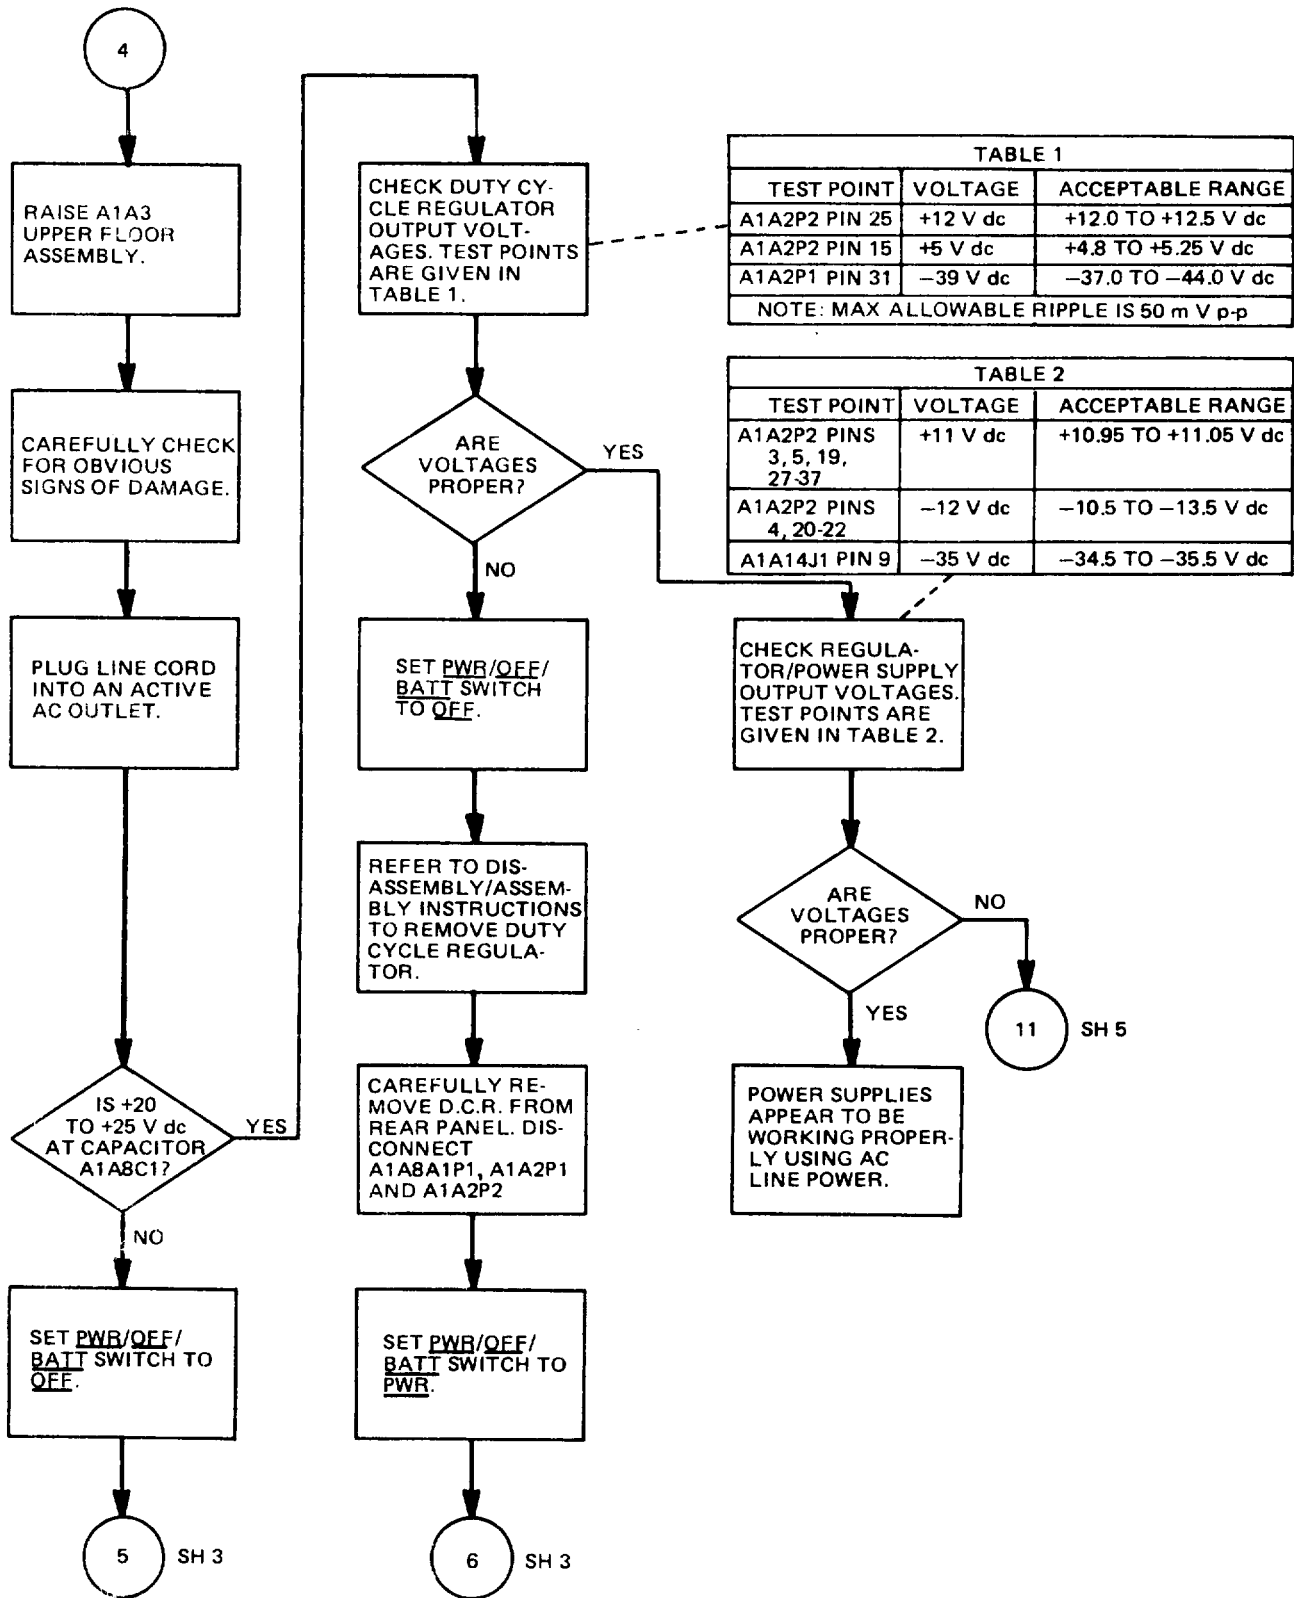 4
RAISE A1A3
UPPER FLOOR
ASSEMBLY.
CAREFULLY CHECK
FOR OBVIOUS
SIGNS OF DAMAGE.
PLUG LINE CORD
INTO AN ACTIVE
AC OUTLET.
IS +20
TO +25 V dc
AT CAPACITOR
A1A8C1?
YES
NO
SET PWR/OFF/
BATT SWITCH TO
OFF.
5 SH 3
CHECK DUTY CY-
CLE REGULATOR
OUTPUT VOLT-
AGES. TEST POINTS
ARE GIVEN IN
TABLE 1.
ARE
VOLTAGES
PROPER?
YES
NO
SET PWR/OFF/
BATT SWITCH
TO OFF.
REFER TO DIS-
ASSEMBLY/ASSEM-
BLY INSTRUCTIONS
TO REMOVE DUTY
CYCLE REGULA-
TOR.
CAREFULLY RE-
MOVE D.C.R. FROM
REAR PANEL. DIS-
CONNECT
A1A8A1P1, A1A2P1
AND A1A2P2
SET PWR/OFF/
BATT SWITCH TO
PWR.
6 SH 3
TABLE 1
TEST POINT VOLTAGE ACCEPTABLE RANGE
A1A2P2 PIN 25 +12 V dc +12.0 TO +12.5 V dc
A1A2P2 PIN 15 +5 V dc +4.8 TO +5.25 V dc
A1A2P1 PIN 31 −39 V dc −37.0 TO −44.0 V dc
NOTE: MAX ALLOWABLE RIPPLE IS 50 m V p-p
TABLE 2
TEST POINT VOLTAGE ACCEPTABLE RANGE
A1A2P2 PINS +11 V dc +10.95 TO +11.05 V dc
3, 5, 19,
27-37
A1A2P2 PINS −12 V dc −10.5 TO −13.5 V dc
4, 20-22
A1A14J1 PIN 9 −35 V dc −34.5 TO −35.5 V dc
CHECK REGULA-
TOR/POWER SUPPLY
OUTPUT VOLTAGES.
TEST POINTS ARE
GIVEN IN TABLE 2.
ARE
VOLTAGES
PROPER?
NO
11 SH 5
YES
POWER SUPPLIES
APPEAR TO BE
WORKING PROPER-
LY USING AC
LINE POWER.